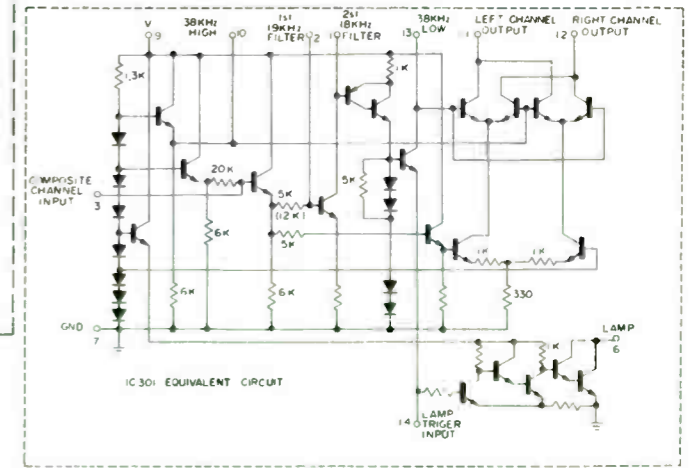 V
9
38KHz
HIGH
10
1st
19KHz
FILTER
2
2st
18KHz
FILTER
1
38KHz
13
LOW
LEFT CHANNEL
11 OUTPUT
RIGHT CHANNEL
12 OUTPUT
1.3K
1K
COMPOSITE
CHANNEL
INPUT
3
20K
5K
(12K)
5K
5K
6K
6K
6K
1K
1K
330
GND
7
LAMP
6
1K
IC301 EQUIVALENT CIRCUIT
14
LAMP
TRIGER
INPUT